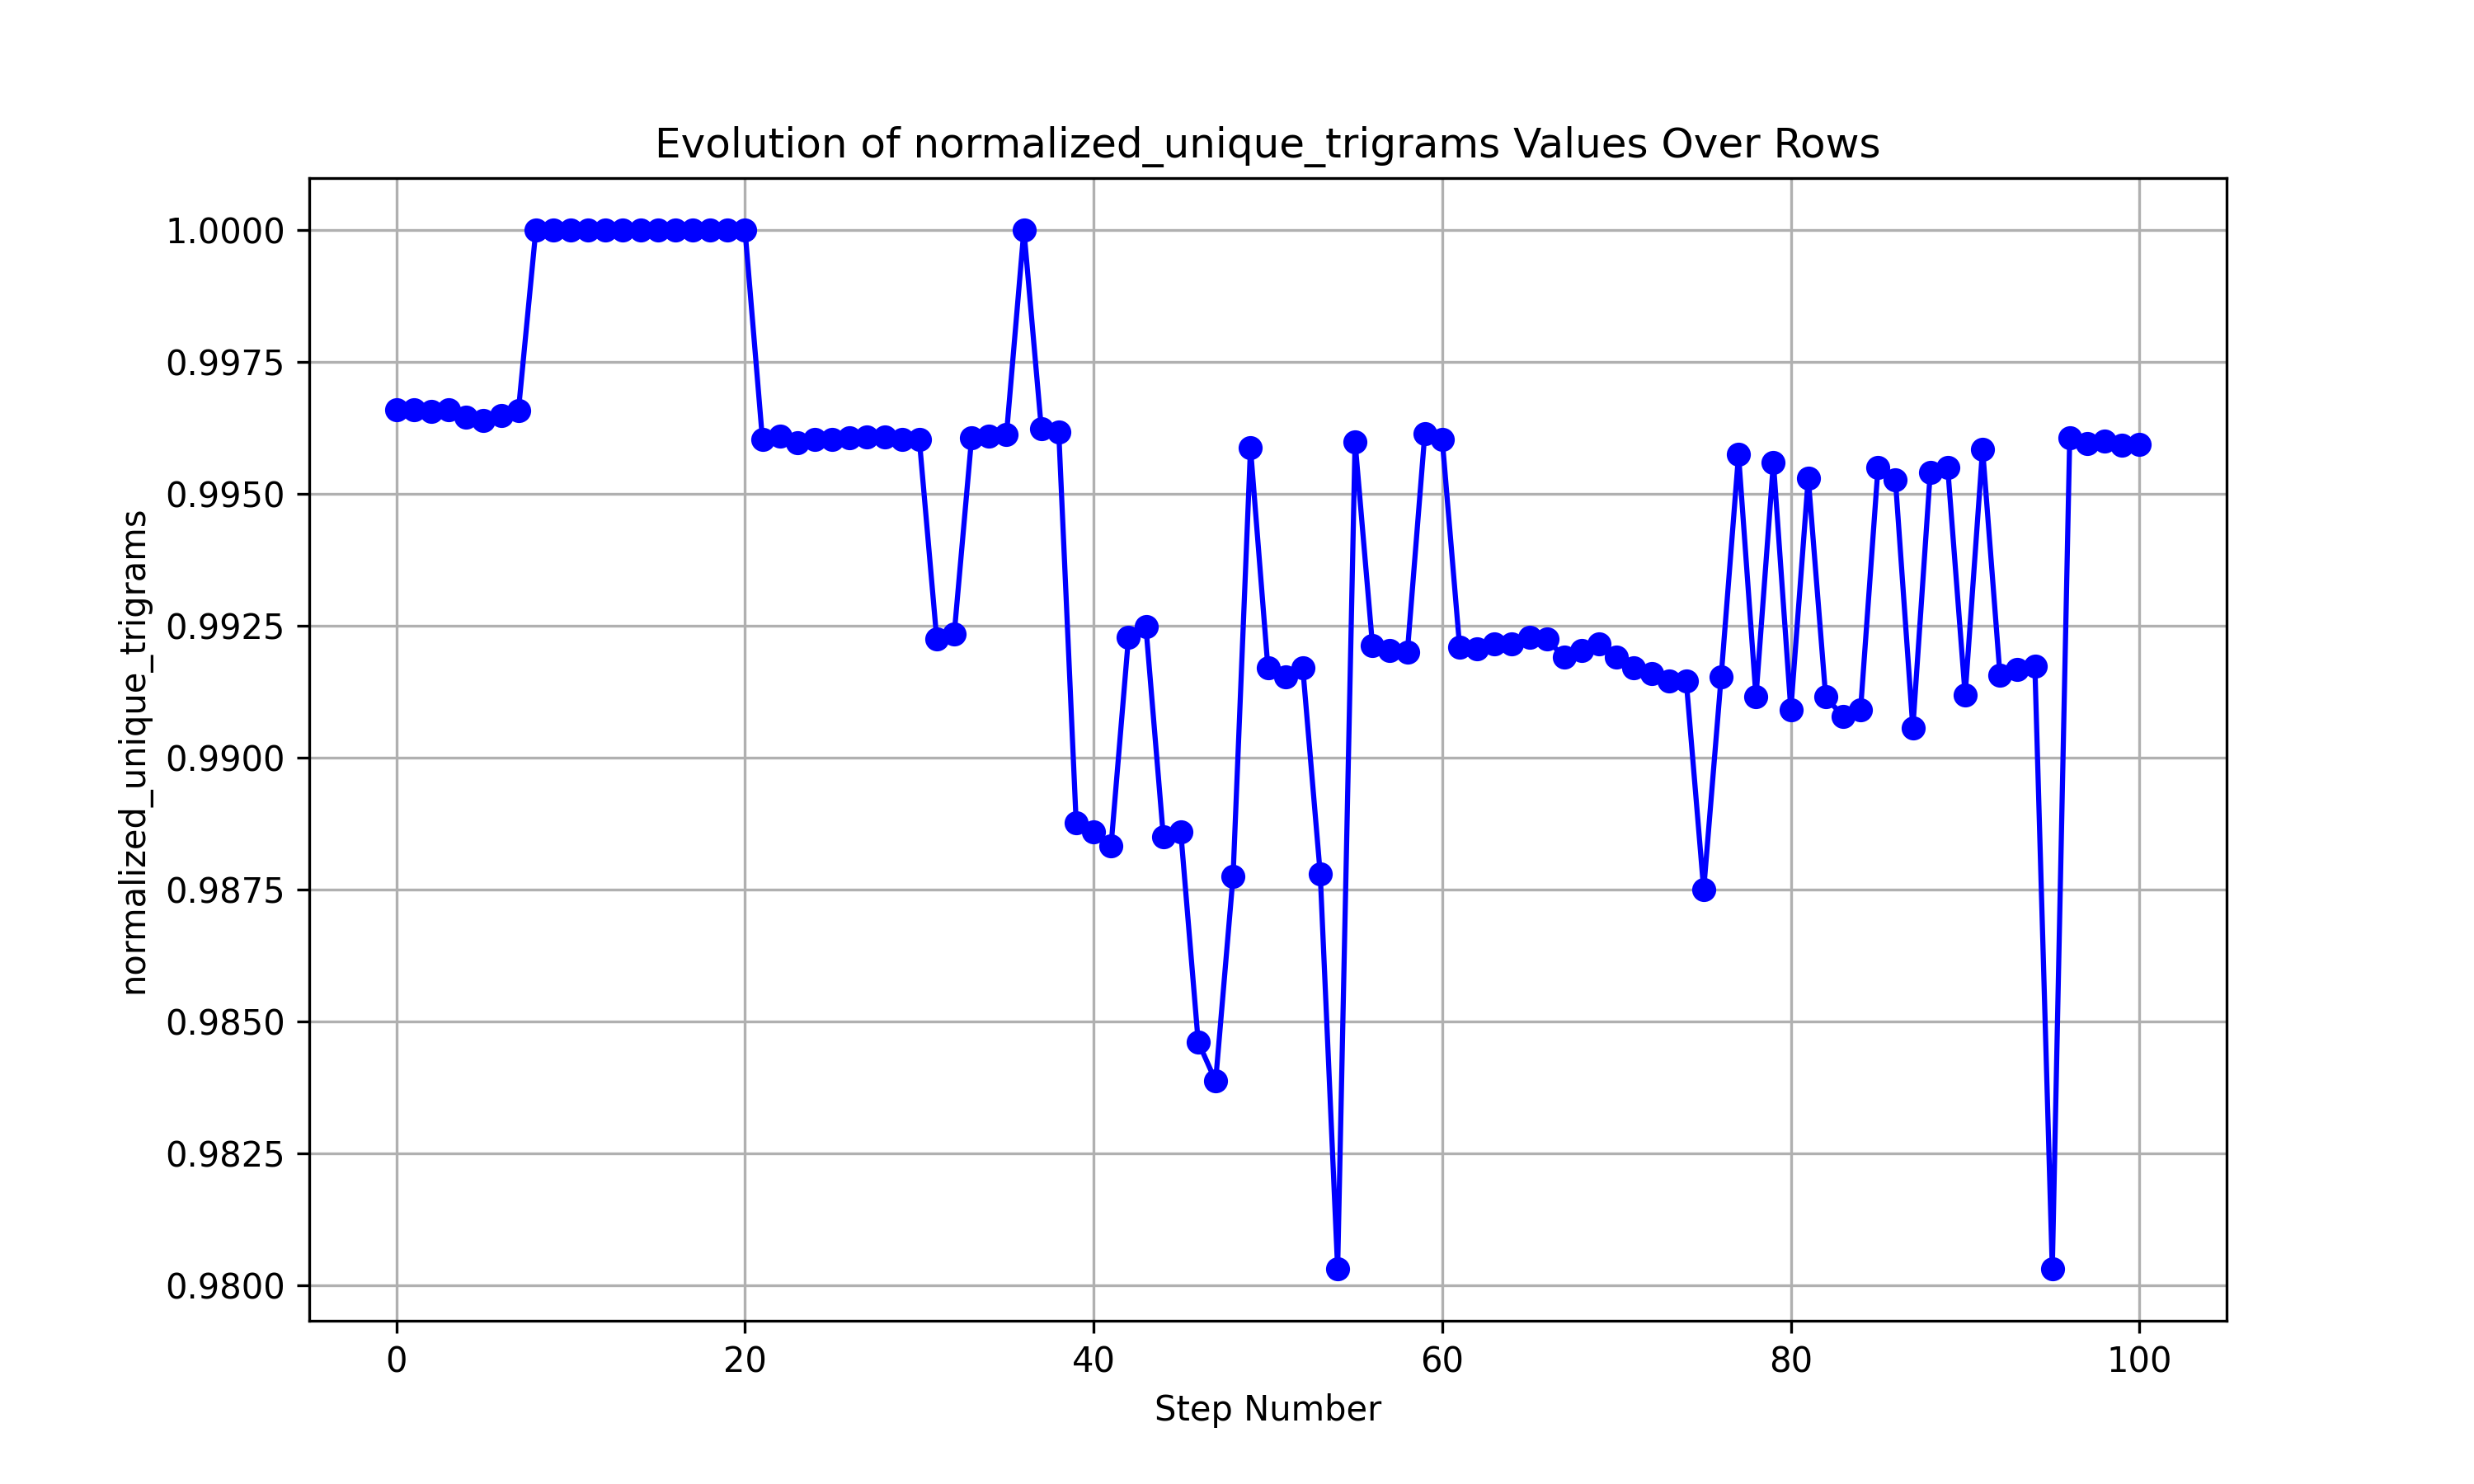 Evolution of normalized_unique_trigrams Values Over Rows
normalized_unique_trigrams
1.0000
0.9975
0.9950
0.9925
0.9900
0.9875
0.9850
0.9825
0.9800
0 20 40 60 80 100
Step Number